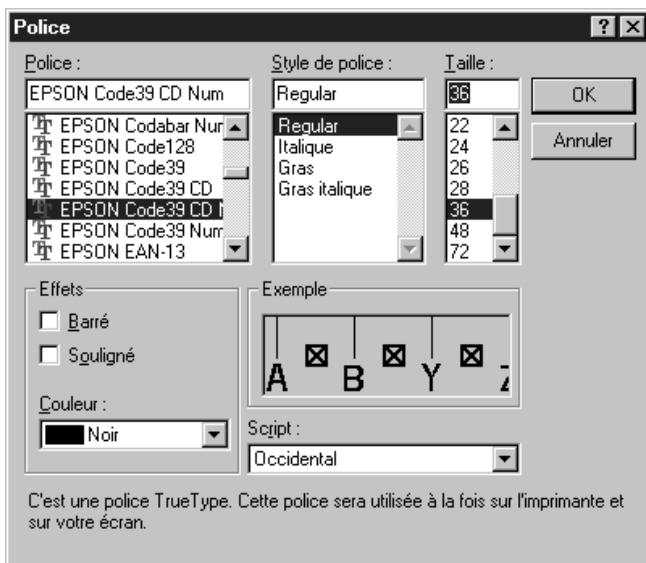 Police
Police :
Style de police :
Taille :
EPSON Code39 CD Num
Regular
36
OK
Annuler
EPSON Codabar Nur
EPSON Code128
EPSON Code39
EPSON Code39 CD
EPSON Code39 CD N
EPSON Code39 Num
EPSON EAN-13
Regular
Italique
Gras
Gras italique
22
24
26
28
36
48
72
Effets
Barré
Souligné
Couleur :
Noir
Exemple
A B Y Z
Script :
Occidental
C'est une police TrueType. Cette police sera utilisée à la fois sur l'imprimante et
sur votre écran.